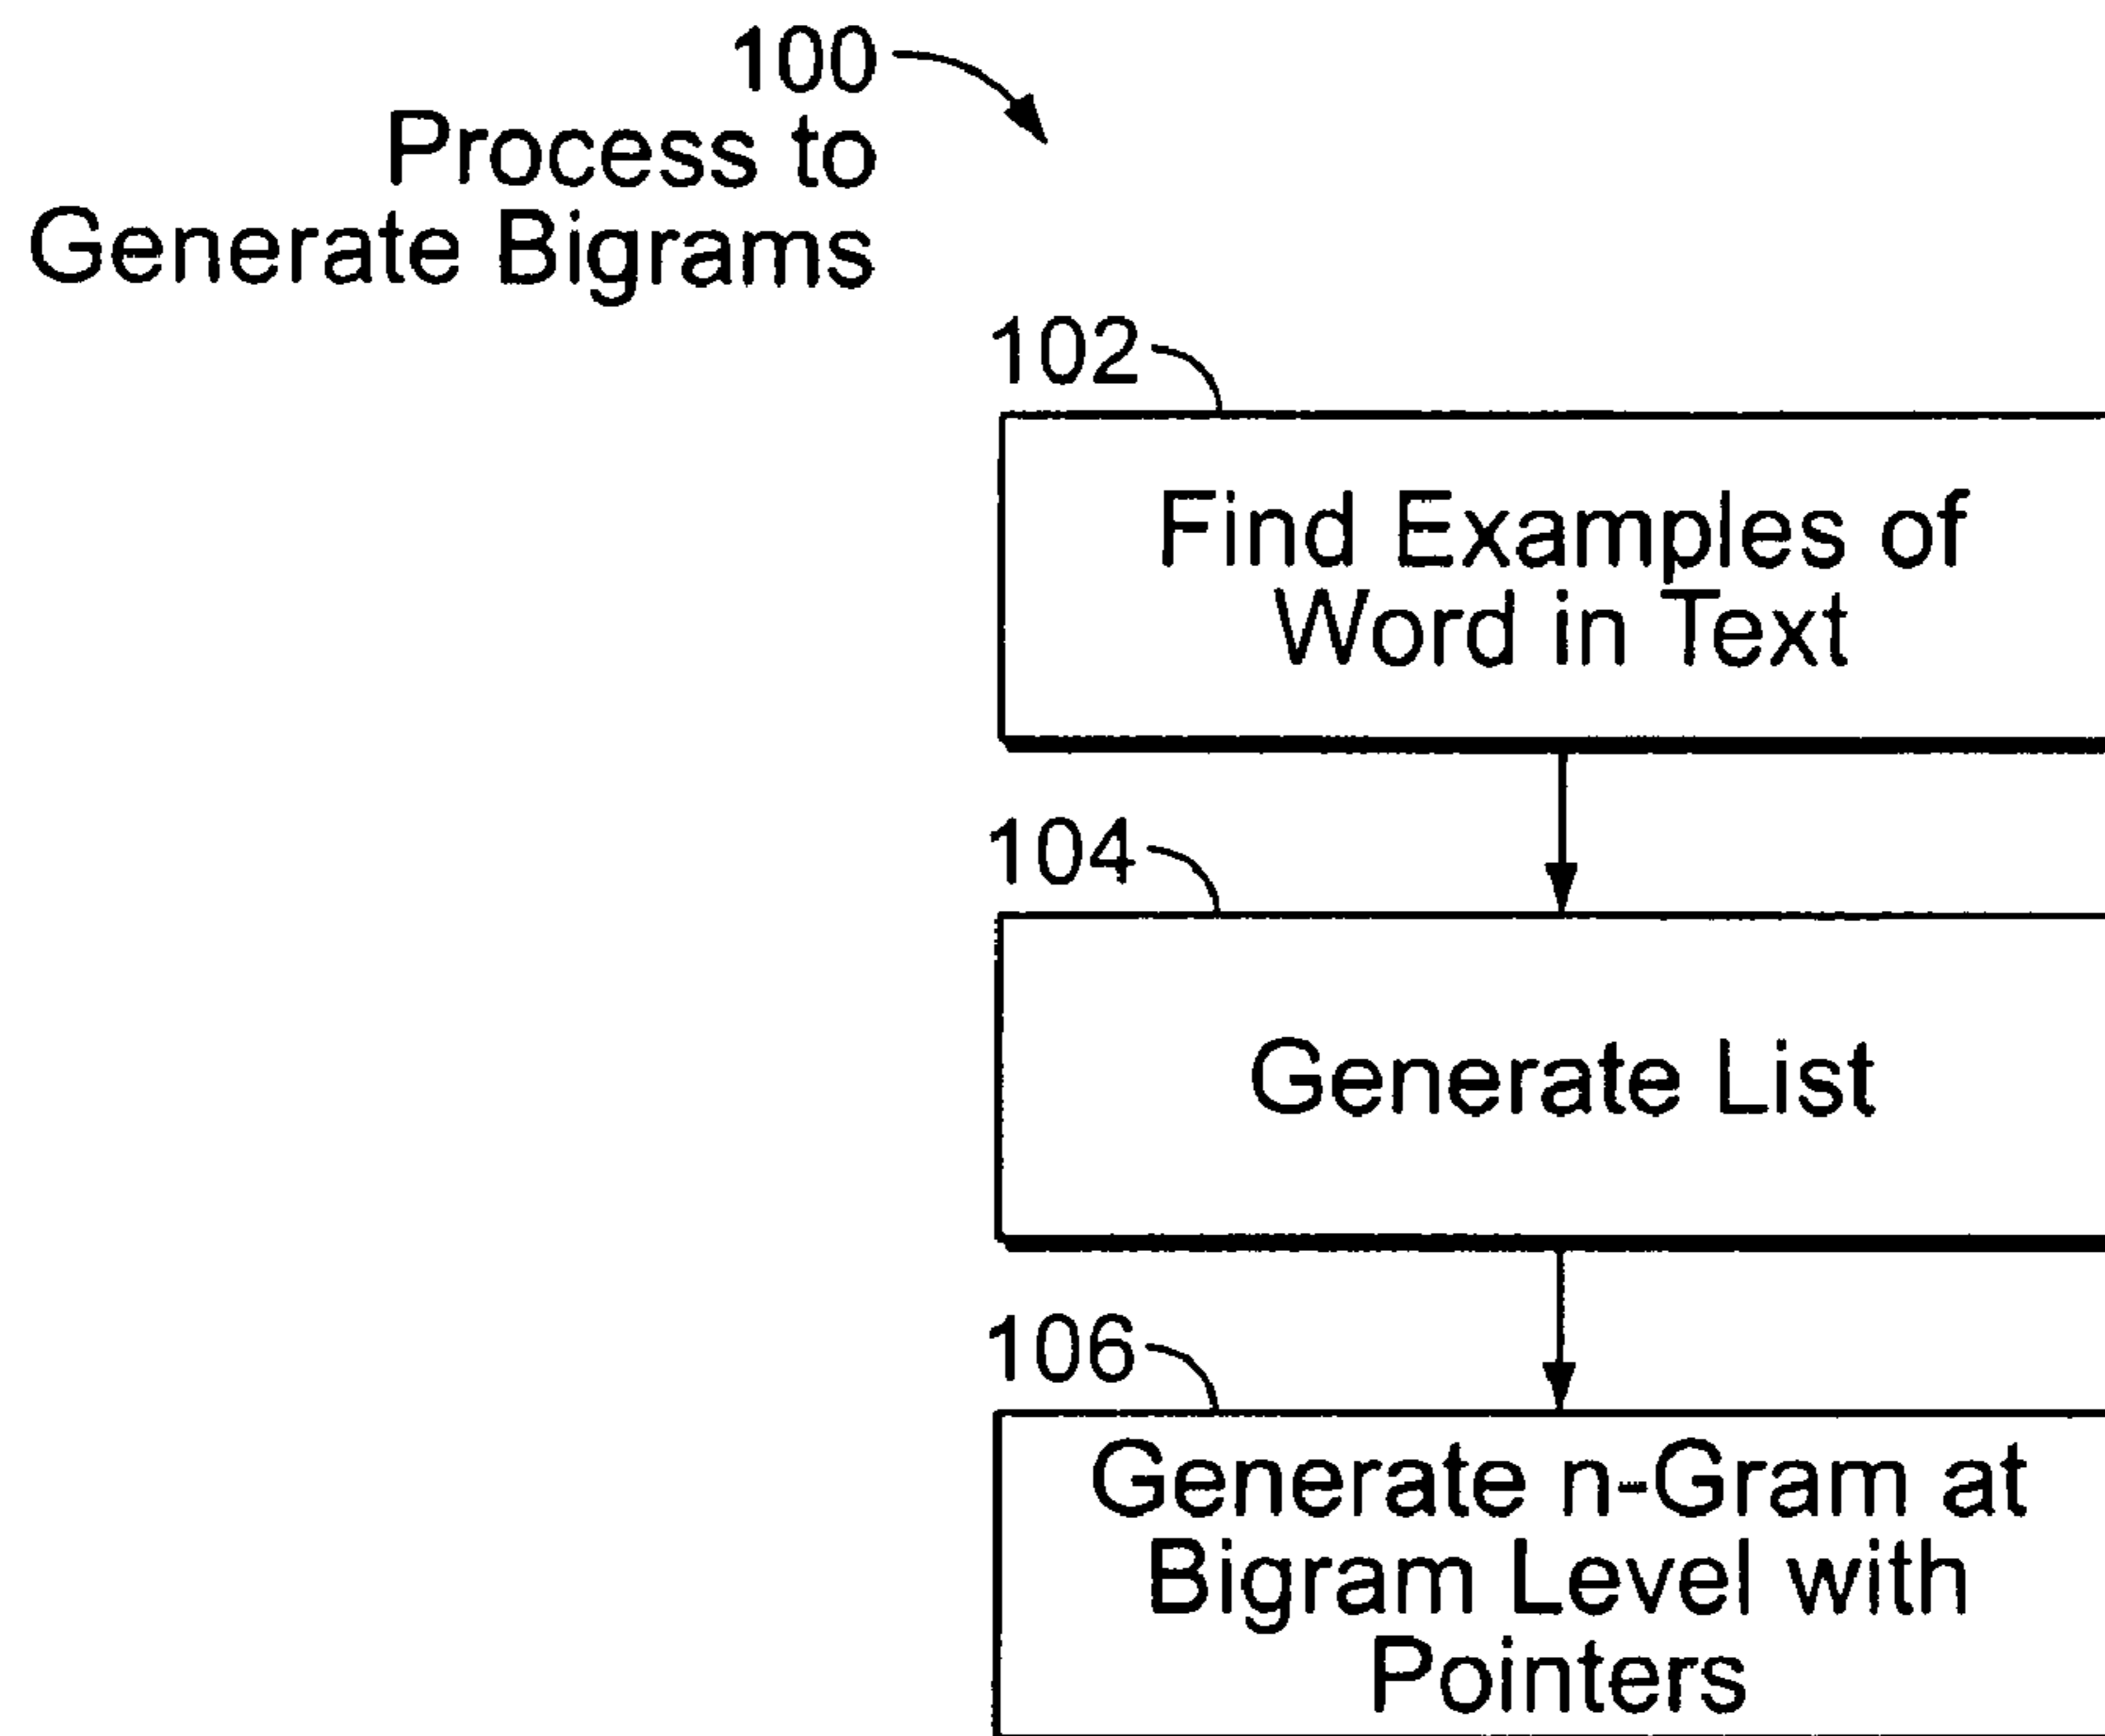 100
Process to
Generate Bigrams
102
Find Examples of
Word in Text
104
Generate List
106
Generate n-Gram at
Bigram Level with
Pointers